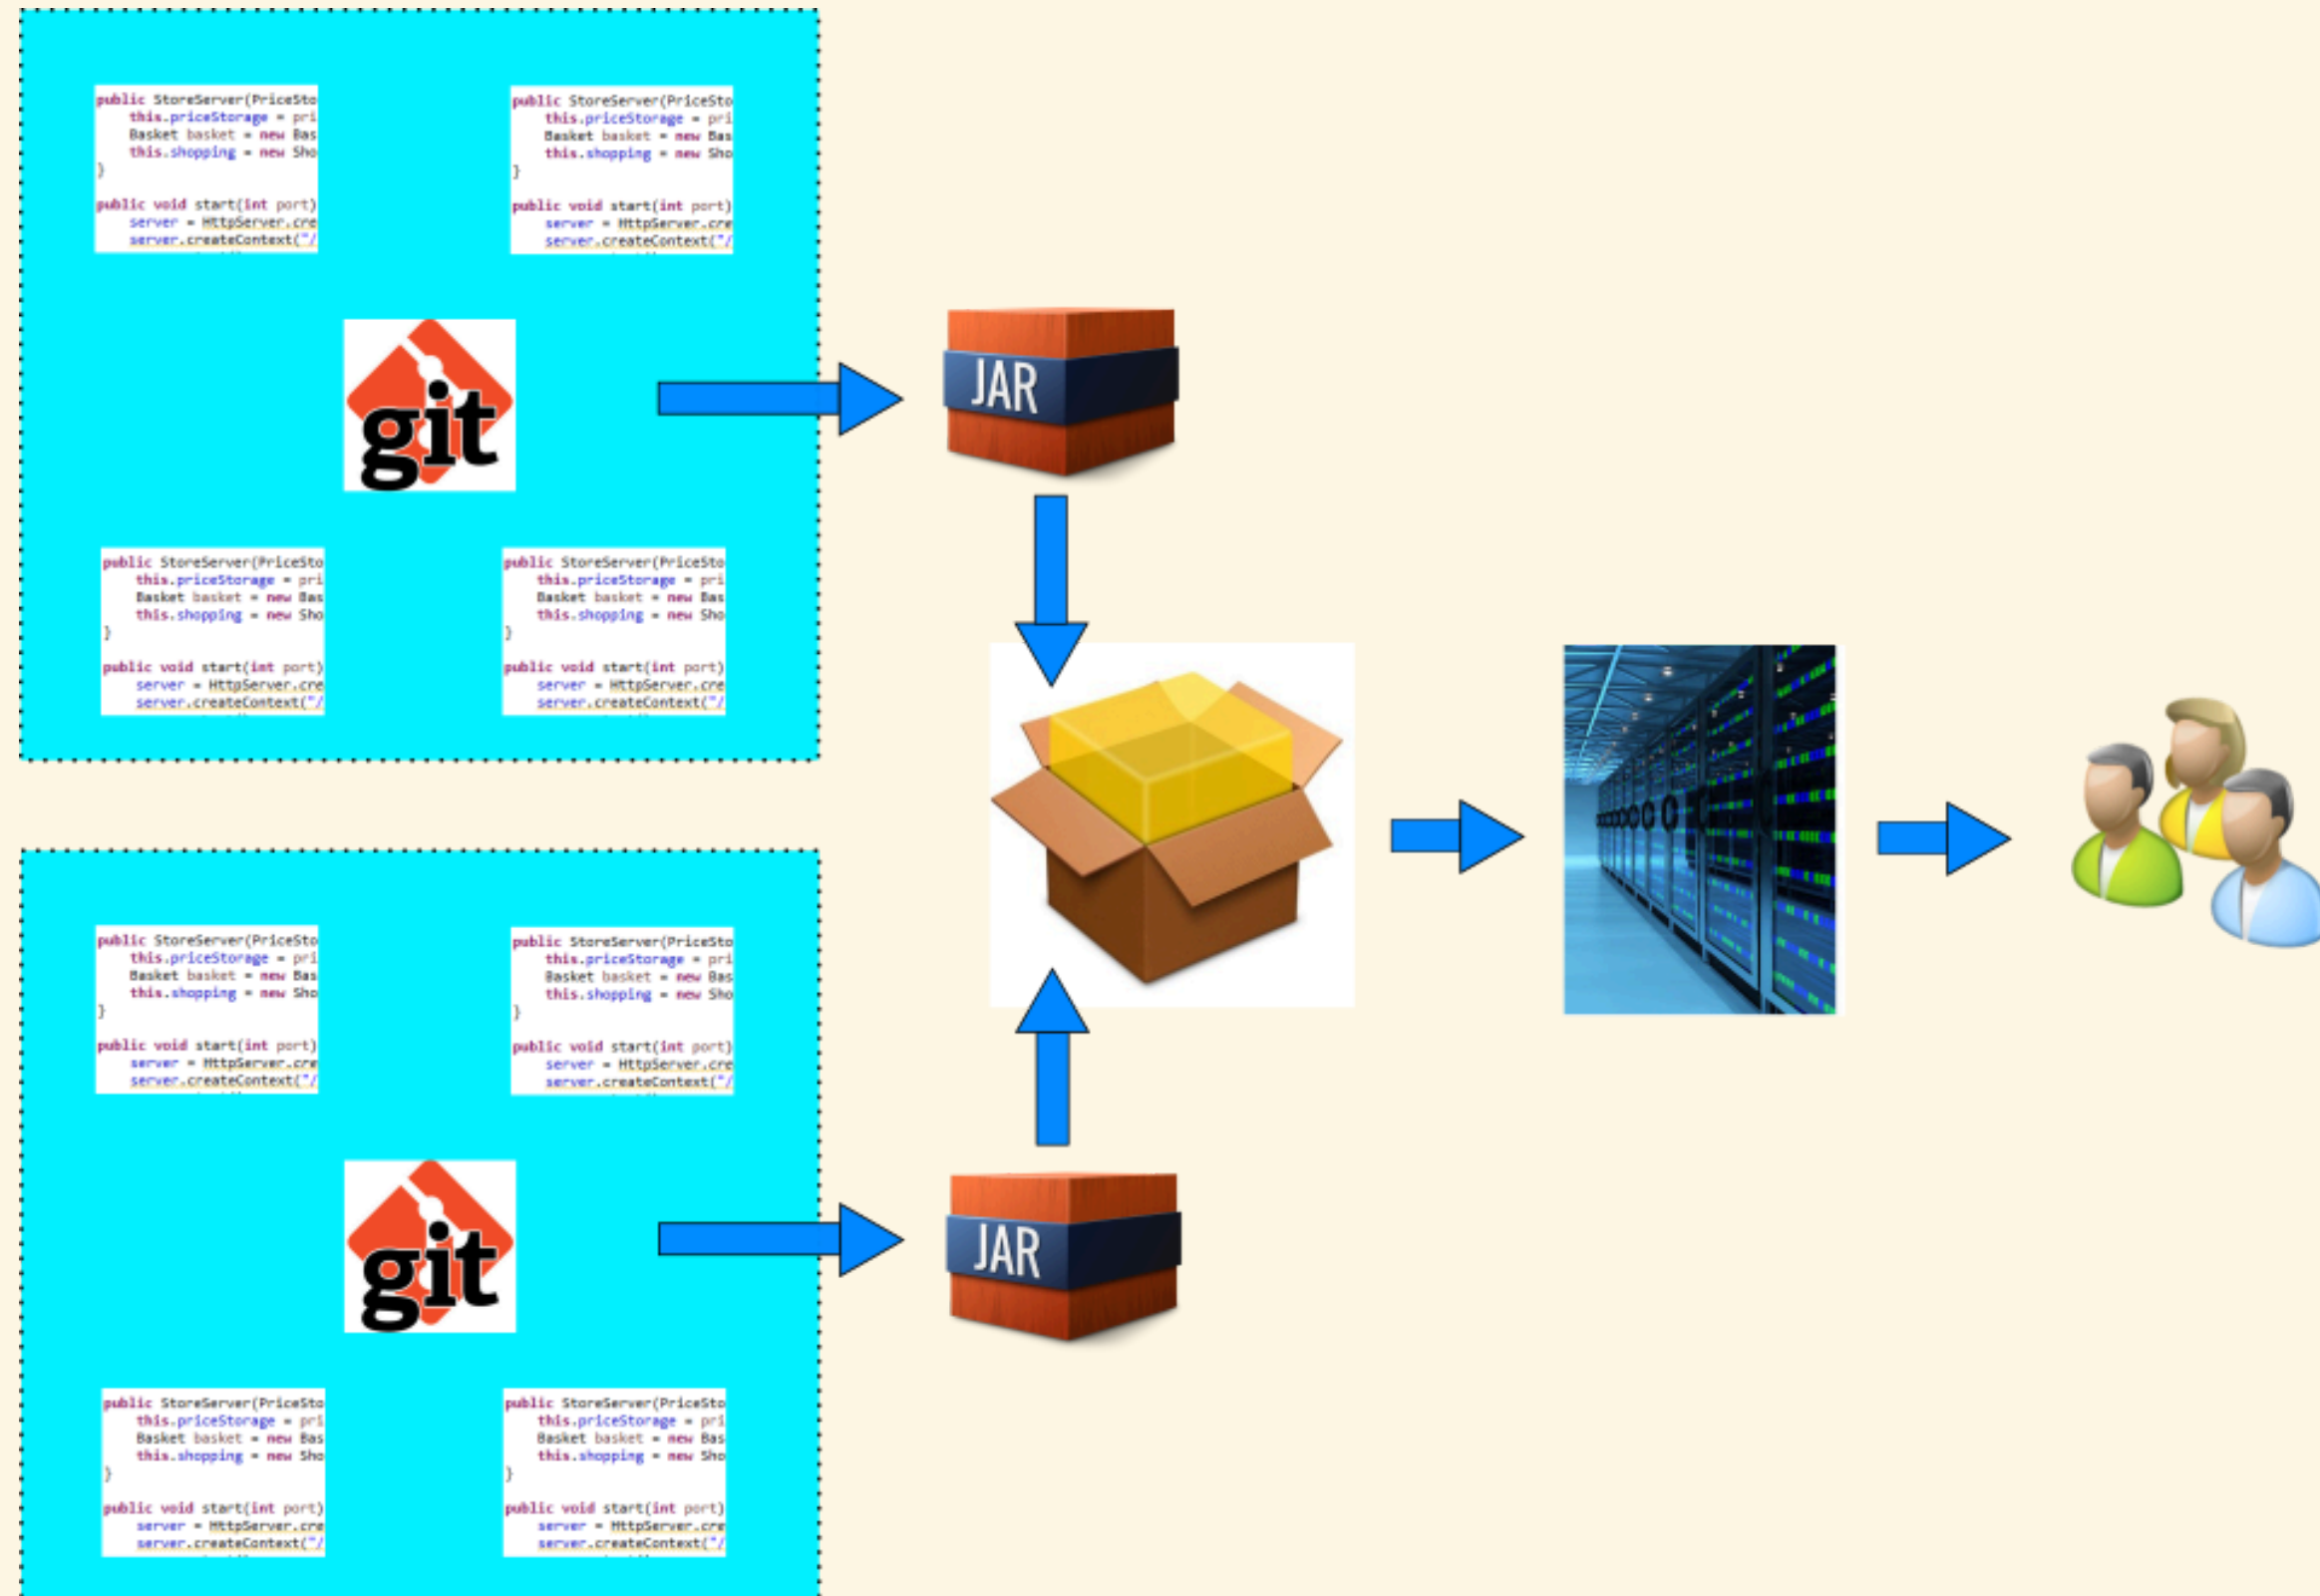 public StoreServer(PriceSto
this.priceStorage = pri
Basket basket = new Bas
this.shopping = new Sho
}
public void start(int port)
server = HttpServer.cre
server.createContext("/
public StoreServer(PriceSto
this.priceStorage = pri
Basket basket = new Bas
this.shopping = new Sho
}
public void start(int port)
server = HttpServer.cre
server.createContext("/
git
JAR
public StoreServer(PriceSto
this.priceStorage = pri
Basket basket = new Bas
this.shopping = new Sho
}
public void start(int port)
server = HttpServer.cre
server.createContext("/
public StoreServer(PriceSto
this.priceStorage = pri
Basket basket = new Bas
this.shopping = new Sho
}
public void start(int port)
server = HttpServer.cre
server.createContext("/
public StoreServer(PriceSto
this.priceStorage = pri
Basket basket = new Bas
this.shopping = new Sho
}
public void start(int port)
server = HttpServer.cre
server.createContext("/
public StoreServer(PriceSto
this.priceStorage = pri
Basket basket = new Bas
this.shopping = new Sho
}
public void start(int port)
server = HttpServer.cre
server.createContext("/
git
JAR
public StoreServer(PriceSto
this.priceStorage = pri
Basket basket = new Bas
this.shopping = new Sho
}
public void start(int port)
server = HttpServer.cre
server.createContext("/
public StoreServer(PriceSto
this.priceStorage = pri
Basket basket = new Bas
this.shopping = new Sho
}
public void start(int port)
server = HttpServer.cre
server.createContext("/